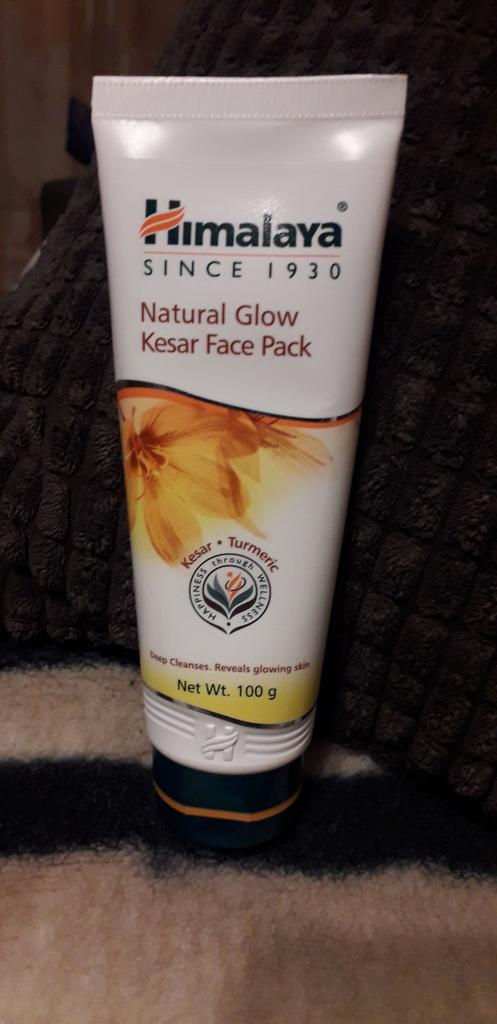 Himalaya®
SINCE 1930
Natural Glow
Kesar Face Pack
Kesar • Turmeric
HAPPINESS through WELLNESS
Deep Cleanses. Reveals glowing skin
Net Wt. 100 g